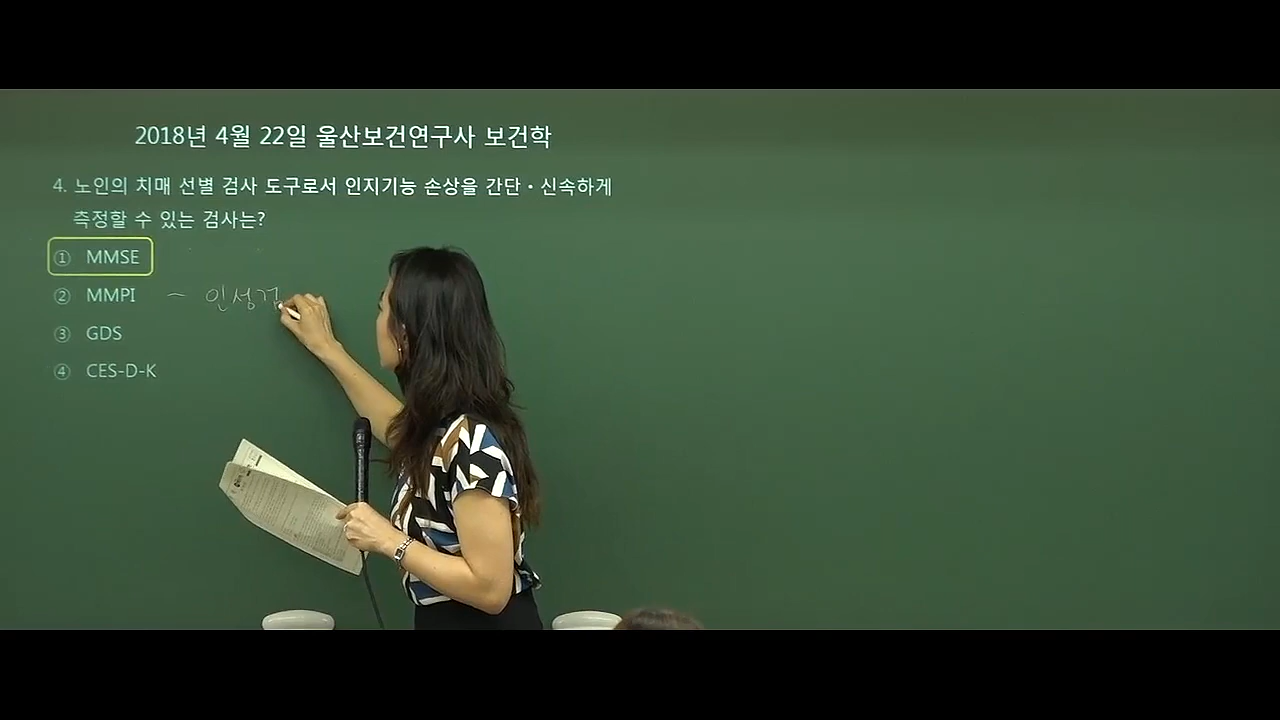 2018년 4월 22일 울산보건연구사 보건학
4. 노인의 치매 선별 검사 도구로서 인지기능 손상을 간단・신속하게
측정할 수 있는 검사는?
① MMSE
② MMPI ~ 인성검
③ GDS
④ CES-D-K